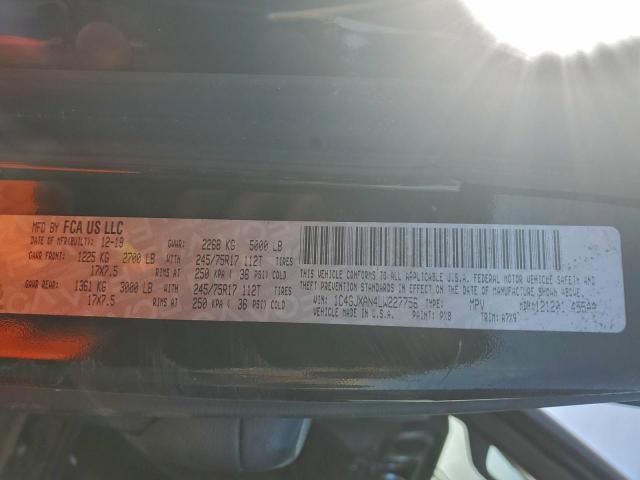 MFD BY FCA US LLC
DATE OF MFR(BUILT): 12-19 GVWR: 2268 KG 5000 LB
GAWR FRONT: 1225 KG 2700 LB WITH 245/75R17 112T TIRES
17X7.5 RIMS AT 250 KPA ( 36 PSI) COLD
GAWR REAR: 1361 KG 3000 LB WITH 245/75R17 112T TIRES
17X7.5 RIMS AT 250 KPA ( 36 PSI) COLD
THIS VEHICLE CONFORMS TO ALL APPLICABLE U.S.A. FEDERAL MOTOR VEHICLE SAFETY, BUMPER AND
THEFT PREVENTION STANDARDS IN EFFECT ON THE DATE OF MANUFACTURE SHOWN ABOVE.
VIN: TYPE: MPV
MADE IN U.S.A. PAINT: PX8 TRIM: A7X9